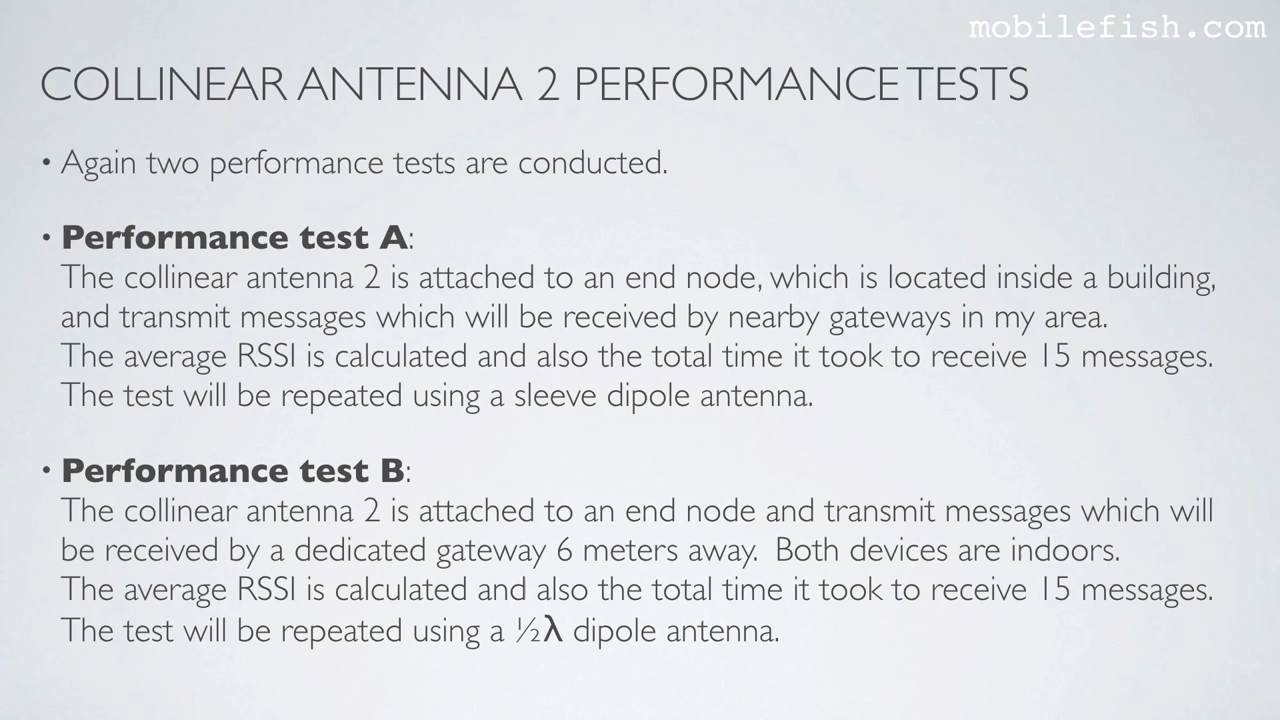 mobilefish.com
COLLINEAR ANTENNA 2 PERFORMANCE TESTS
• Again two performance tests are conducted.
• Performance test A:
The collinear antenna 2 is attached to an end node, which is located inside a building,
and transmit messages which will be received by nearby gateways in my area.
The average RSSI is calculated and also the total time it took to receive 15 messages.
The test will be repeated using a sleeve dipole antenna.
• Performance test B:
The collinear antenna 2 is attached to an end node and transmit messages which will
be received by a dedicated gateway 6 meters away.  Both devices are indoors.
The average RSSI is calculated and also the total time it took to receive 15 messages.
The test will be repeated using a ½λ dipole antenna.